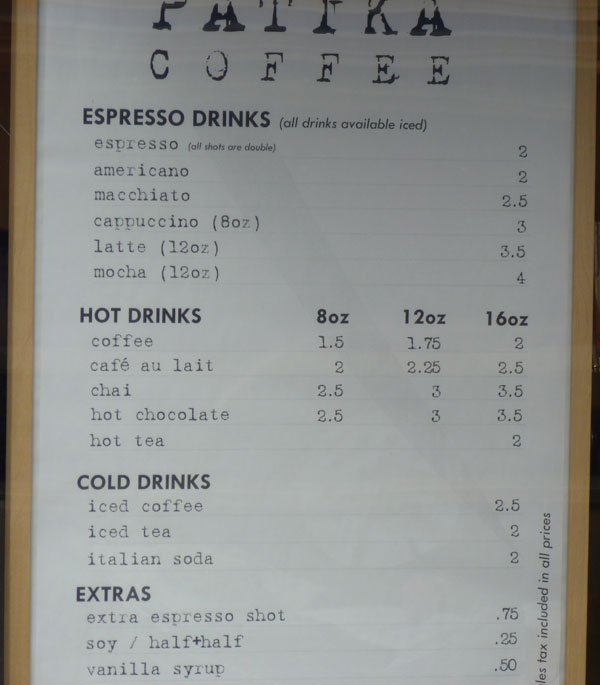 PATIKA
COFFEE
ESPRESSO DRINKS (all drinks available iced)
espresso (all shots are double) 2
americano 2
macchiato 2.5
cappuccino (8oz) 3
latte (12oz) 3.5
mocha (12oz) 4
HOT DRINKS 8oz 12oz 16oz
coffee 1.5 1.75 2
café au lait 2 2.25 2.5
chai 2.5 3 3.5
hot chocolate 2.5 3 3.5
hot tea 2
COLD DRINKS
iced coffee 2.5
iced tea 2
italian soda 2
EXTRAS
extra espresso shot .75
soy / half+half .25
vanilla syrup .50
les tax included in all prices